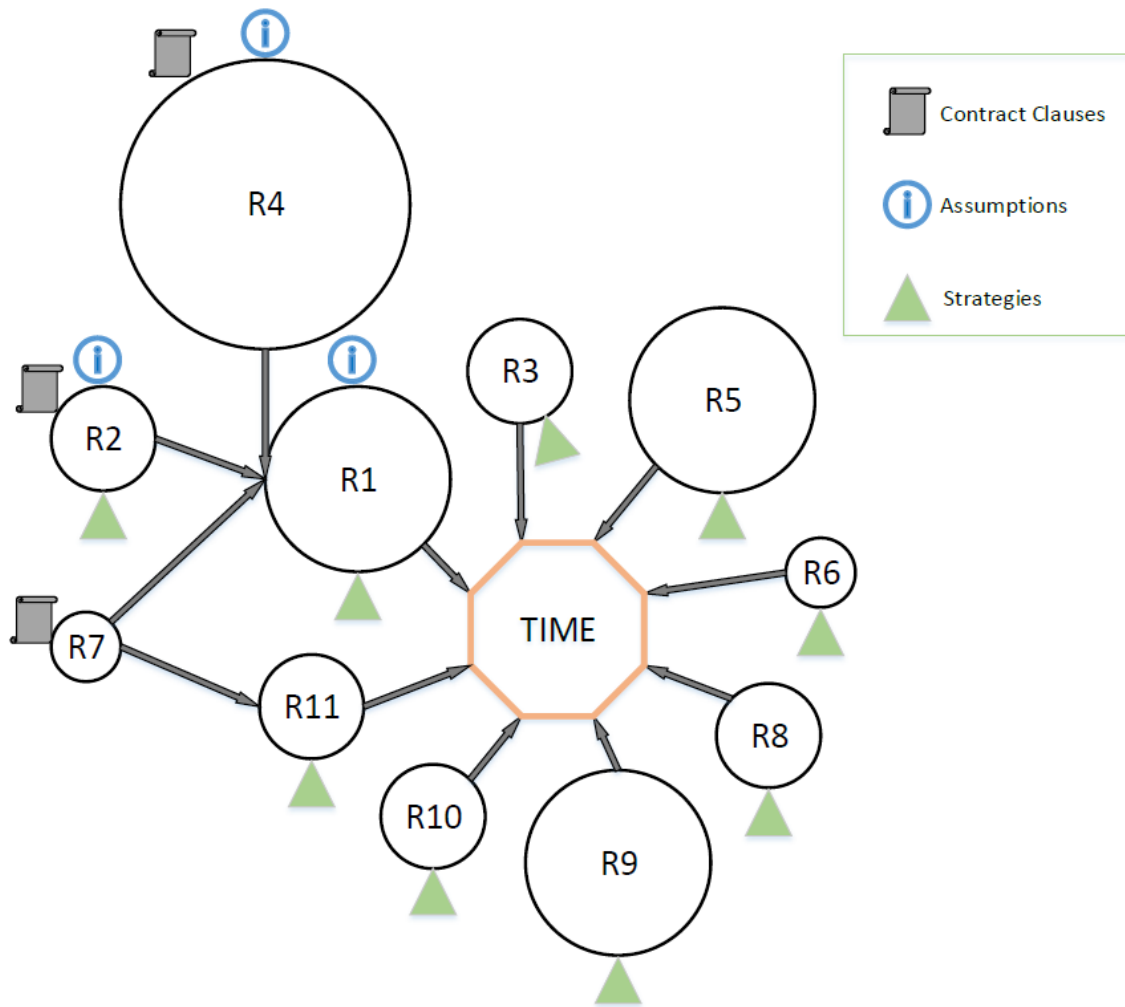 R4
Contract Clauses
Assumptions
Strategies
R3
R5
R2
R1
R6
TIME
R7
R11
R8
R10
R9